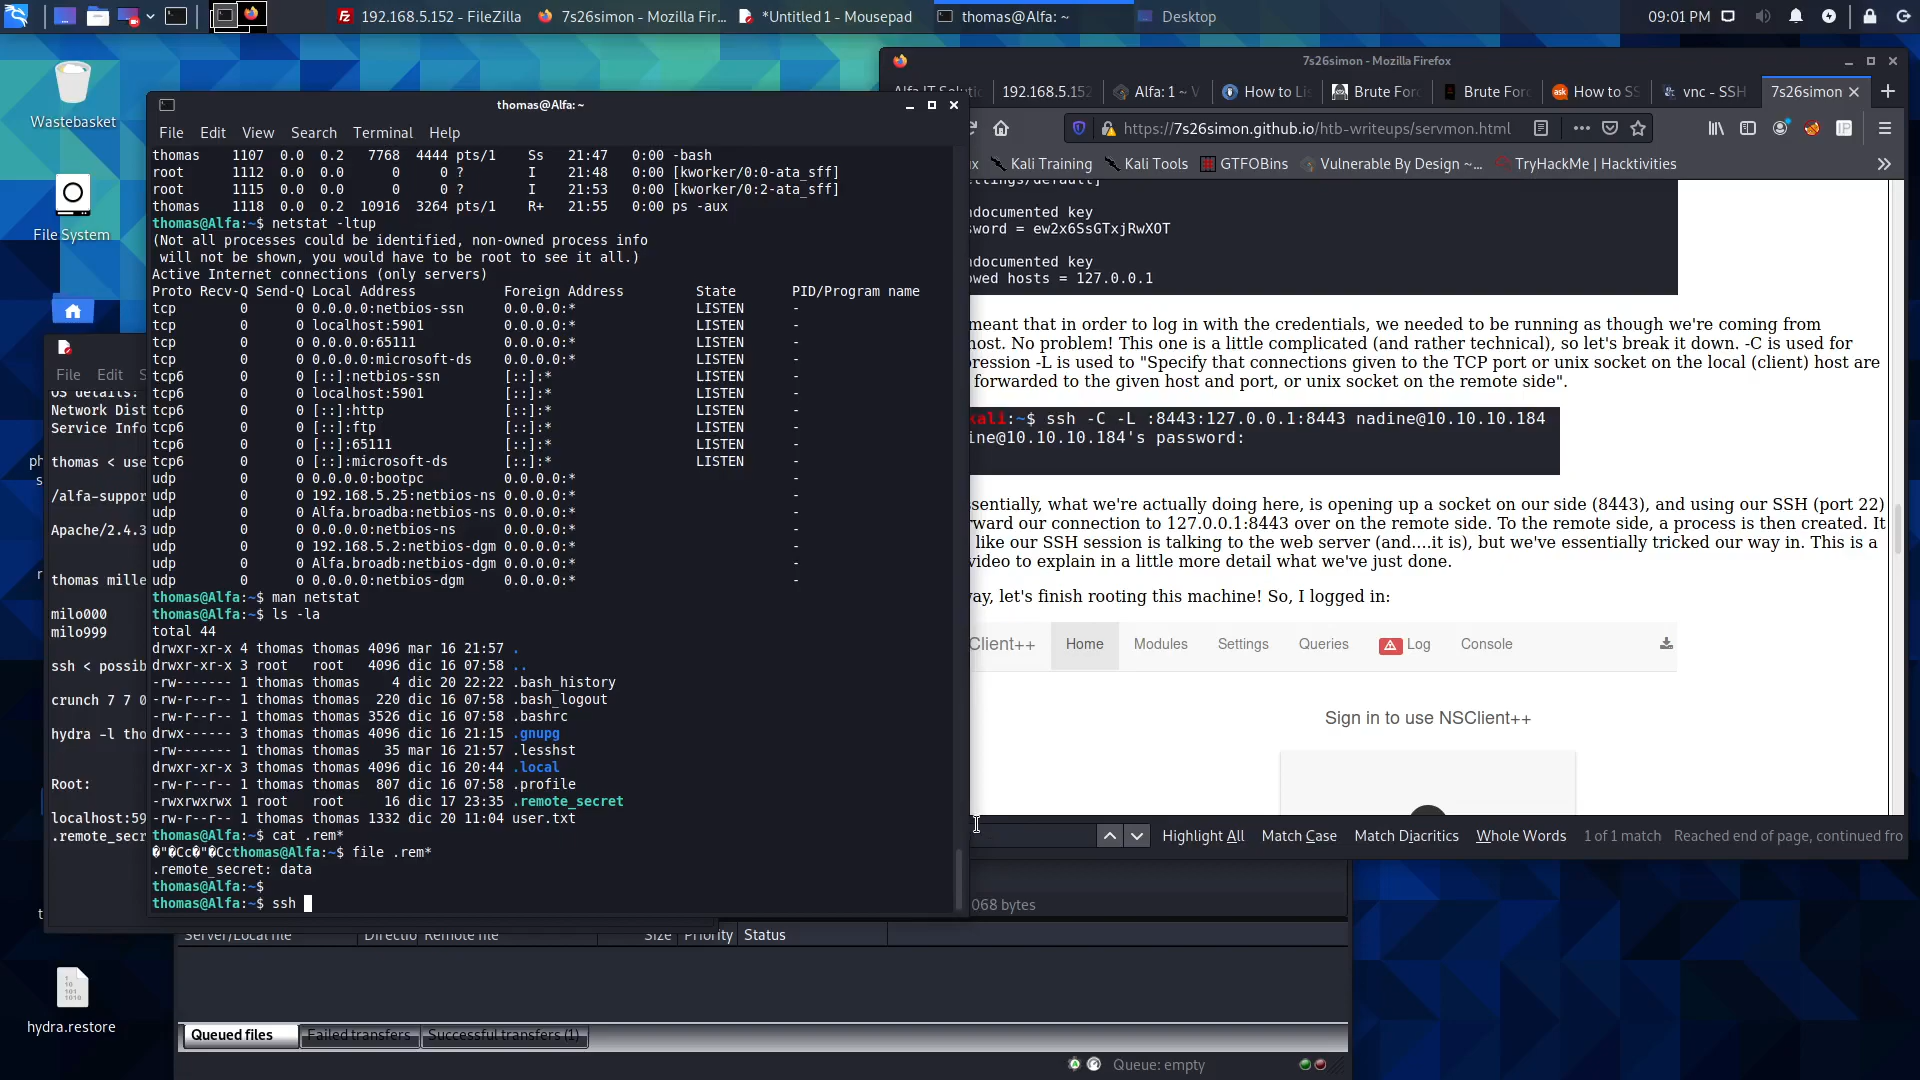 192.168.5.152 - FileZilla
7s26simon - Mozilla Fir...
*Untitled 1 - Mousepad
thomas@Alfa: ~
Desktop
09:01 PM
Wastebasket
File System
hydra.restore
thomas@Alfa: ~
File Edit View Search Terminal Help
thomas 1107 0.0 0.2 7768 4444 pts/1 Ss 21:47 0:00 -bash
root 1112 0.0 0.0 0 0 ? I 21:48 0:00 [kworker/0:0-ata_sff]
root 1115 0.0 0.0 0 0 ? I 21:53 0:00 [kworker/0:2-ata_sff]
thomas 1118 0.0 0.2 10916 3264 pts/1 R+ 21:55 0:00 ps -aux
thomas@Alfa:~$ netstat -ltup
(Not all processes could be identified, non-owned process info
will not be shown, you would have to be root to see it all.)
Active Internet connections (only servers)
Proto Recv-Q Send-Q Local Address Foreign Address State PID/Program name
tcp 0 0 0.0.0.0:netbios-ssn 0.0.0.0:* LISTEN -
tcp 0 0 localhost:5901 0.0.0.0:* LISTEN -
tcp 0 0 0.0.0.0:65111 0.0.0.0:* LISTEN -
tcp 0 0 0.0.0.0:microsoft-ds 0.0.0.0:* LISTEN -
tcp6 0 0 [::]:netbios-ssn [::]:* LISTEN -
tcp6 0 0 localhost:5901 [::]:* LISTEN -
tcp6 0 0 [::]:http [::]:* LISTEN -
tcp6 0 0 [::]:ftp [::]:* LISTEN -
tcp6 0 0 [::]:65111 [::]:* LISTEN -
tcp6 0 0 [::]:microsoft-ds [::]:* LISTEN -
udp 0 0 0.0.0.0:bootpc 0.0.0.0:* -
udp 0 0 192.168.5.25:netbios-ns 0.0.0.0:* -
udp 0 0 Alfa.broadba:netbios-ns 0.0.0.0:* -
udp 0 0 0.0.0.0:netbios-ns 0.0.0.0:* -
udp 0 0 192.168.5.2:netbios-dgm 0.0.0.0:* -
udp 0 0 Alfa.broadb:netbios-dgm 0.0.0.0:* -
udp 0 0 0.0.0.0:netbios-dgm 0.0.0.0:* -
thomas@Alfa:~$ man netstat
thomas@Alfa:~$ ls -la
total 44
drwxr-xr-x 4 thomas thomas 4096 mar 16 21:57 .
drwxr-xr-x 3 root root 4096 dic 16 07:58 ..
-rw------- 1 thomas thomas 4 dic 20 22:22 .bash_history
-rw-r--r-- 1 thomas thomas 220 dic 16 07:58 .bash_logout
-rw-r--r-- 1 thomas thomas 3526 dic 16 07:58 .bashrc
drwx------ 3 thomas thomas 4096 dic 16 21:15 .gnupg
-rw------- 1 thomas thomas 35 mar 16 21:57 .lesshst
drwxr-xr-x 3 thomas thomas 4096 dic 16 20:44 .local
-rw-r--r-- 1 thomas thomas 807 dic 16 07:58 .profile
-rwxrwxrwx 1 root root 16 dic 17 23:35 .remote_secret
-rw-r--r-- 1 thomas thomas 1332 dic 20 11:04 user.txt
thomas@Alfa:~$ cat .rem*
�"�Cc�"�Ccthomas@Alfa:~$ file .rem*
.remote_secret: data
thomas@Alfa:~$
thomas@Alfa:~$ ssh
File Edit
OS details:
Network Dist
Service Info
thomas < use
/alfa-suppor
Apache/2.4.3
thomas mille
milo000
milo999
ssh < possib
crunch 7 7 0
hydra -l tho
Root:
localhost:59
.remote_secr
7s26simon - Mozilla Firefox
Alfa IT Soluti
192.168.5.152
Alfa: 1 ~ V
How to Lis
Brute Forc
Brute Forc
How to SS
vnc - SSH
7s26simon
https://7s26simon.github.io/htb-writeups/servmon.html
Kali Training
Kali Tools
GTFOBins
Vulnerable By Design ~...
TryHackMe | Hacktivities
ettings/default]
ndocumented key
sword = ew2x6SsGTxjRwXOT
ndocumented key
owed hosts = 127.0.0.1
meant that in order to log in with the credentials, we needed to be running as though we're coming from
host. No problem! This one is a little complicated (and rather technical), so let's break it down. -C is used for
pression -L is used to "Specify that connections given to the TCP port or unix socket on the local (client) host are
forwarded to the given host and port, or unix socket on the remote side".
kali:~$ ssh -C -L :8443:127.0.0.1:8443 nadine@10.10.10.184
ine@10.10.10.184's password:
ssentially, what we're actually doing here, is opening up a socket on our side (8443), and using our SSH (port 22)
ward our connection to 127.0.0.1:8443 over on the remote side. To the remote side, a process is then created. It
like our SSH session is talking to the web server (and....it is), but we've essentially tricked our way in. This is a
video to explain in a little more detail what we've just done.
way, let's finish rooting this machine! So, I logged in:
Client++ Home Modules Settings Queries Log Console
Sign in to use NSClient++
Highlight All Match Case Match Diacritics Whole Words 1 of 1 match Reached end of page, continued fro
068 bytes
Server/Local file Directio Remote file Size Priority Status
Queued files Failed transfers Successful transfers (1)
Queue: empty